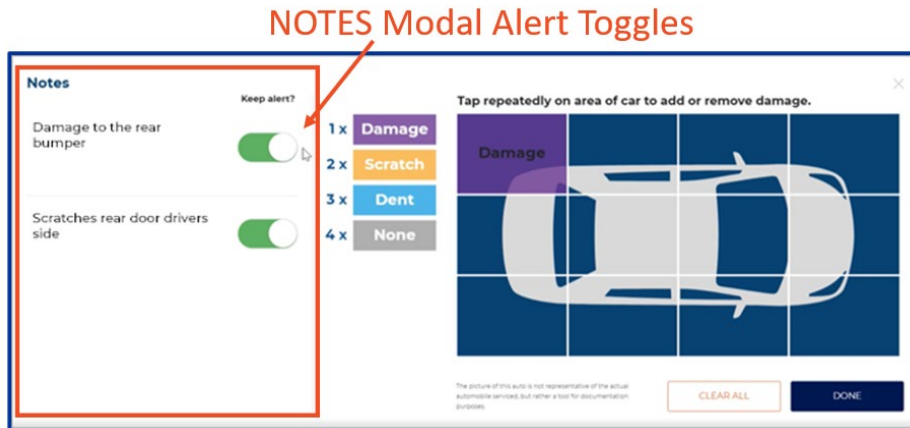 NOTES Modal Alert Toggles
Notes
Keep alert?
Damage to the rear
bumper
Scratches rear door drivers
side
1 x Damage
2 x Scratch
3 x Dent
4 x None
Tap repeatedly on area of car to add or remove damage.
Damage
The picture of this auto is not representative of the actual
automobile serviced, but rather a tool for documentation
purposes.
CLEAR ALL
DONE